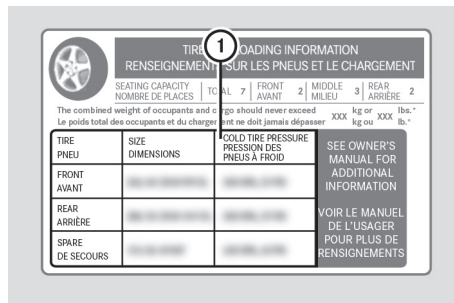 1
TIRE LOADING INFORMATION
RENSEIGNEMENTS SUR LES PNEUS ET LE CHARGEMENT
SEATING CAPACITY TOTAL 7 FRONT 2 MIDDLE 3 REAR 2
NOMBRE DE PLACES AVANT MILIEU ARRIÈRE
The combined weight of occupants and cargo should never exceed XXX kg or XXX lbs.*
Le poids total des occupants et du chargement ne doit jamais dépasser kg ou lb.*
TIRE SIZE COLD TIRE PRESSURE
PNEU DIMENSIONS PRESSION DES
PNEUS À FROID
FRONT
AVANT
REAR
ARRIÈRE
SPARE
DE SECOURS
SEE OWNER'S
MANUAL FOR
ADDITIONAL
INFORMATION
VOIR LE MANUEL
DE L'USAGER
POUR PLUS DE
RENSIGNEMENTS